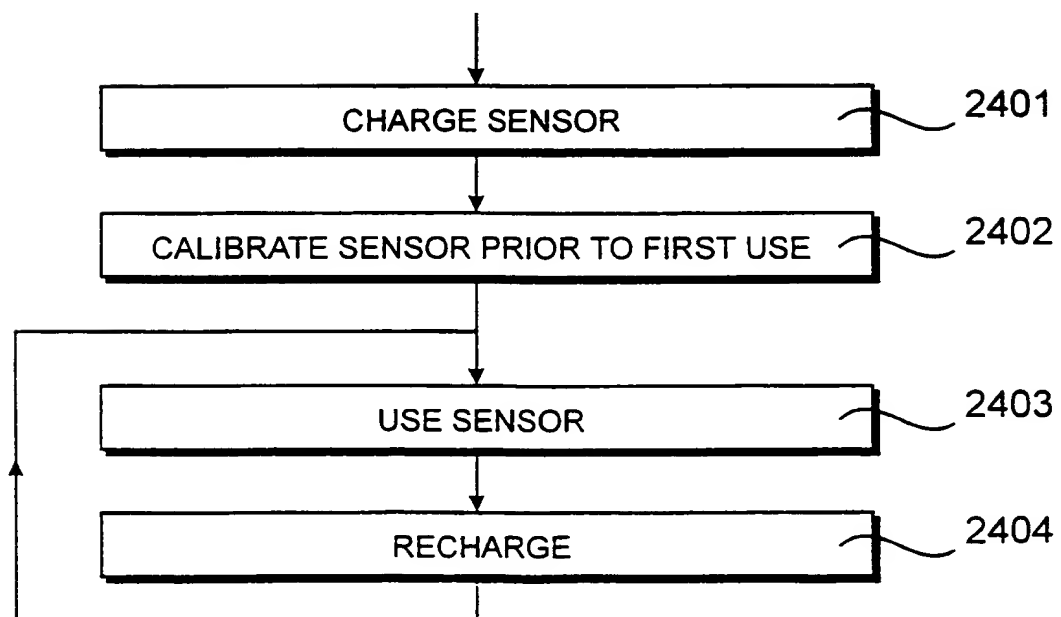 CHARGE SENSOR 2401
CALIBRATE SENSOR PRIOR TO FIRST USE 2402
USE SENSOR 2403
RECHARGE 2404